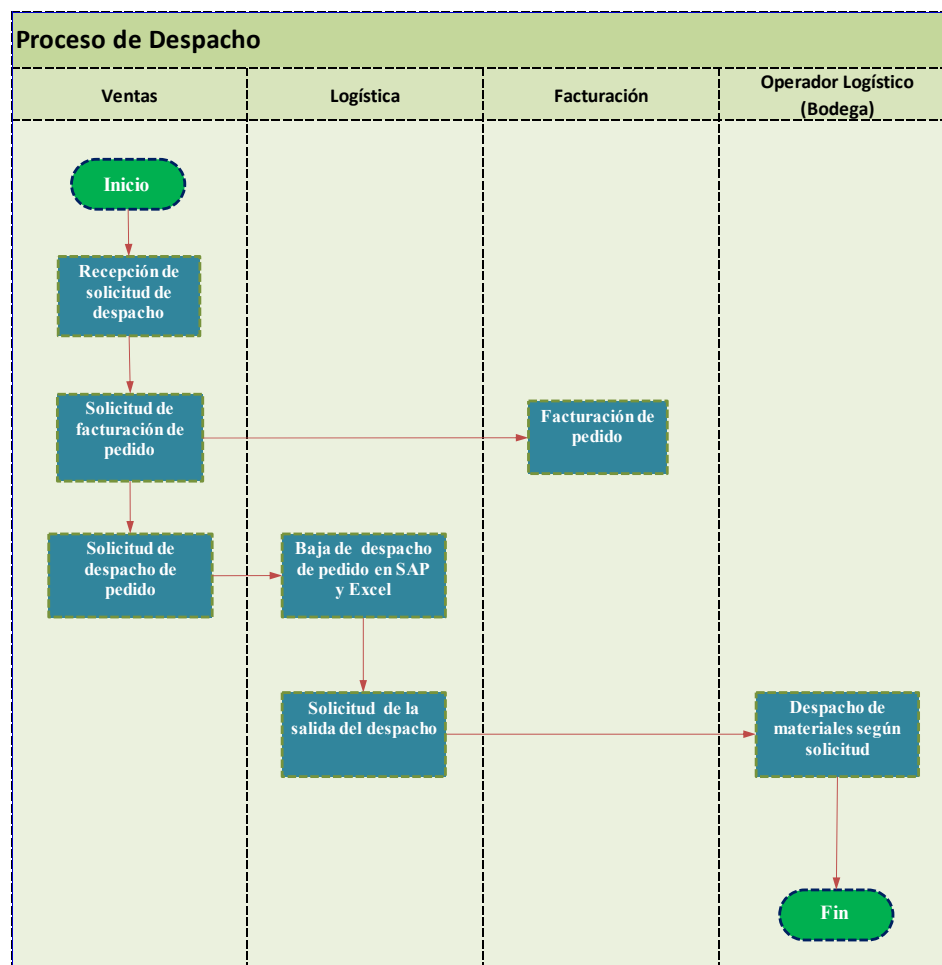 Proceso de Despacho
Ventas
Logística
Facturación
Operador Logístico
(Bodega)
Inicio
Recepción de
solicitud de
despacho
Solicitud de
facturación de
pedido
Facturación de
pedido
Solicitud de
despacho de
pedido
Baja de despacho
de pedido en SAP
y Excel
Solicitud de la
salida del despacho
Despacho de
materiales según
solicitud
Fin